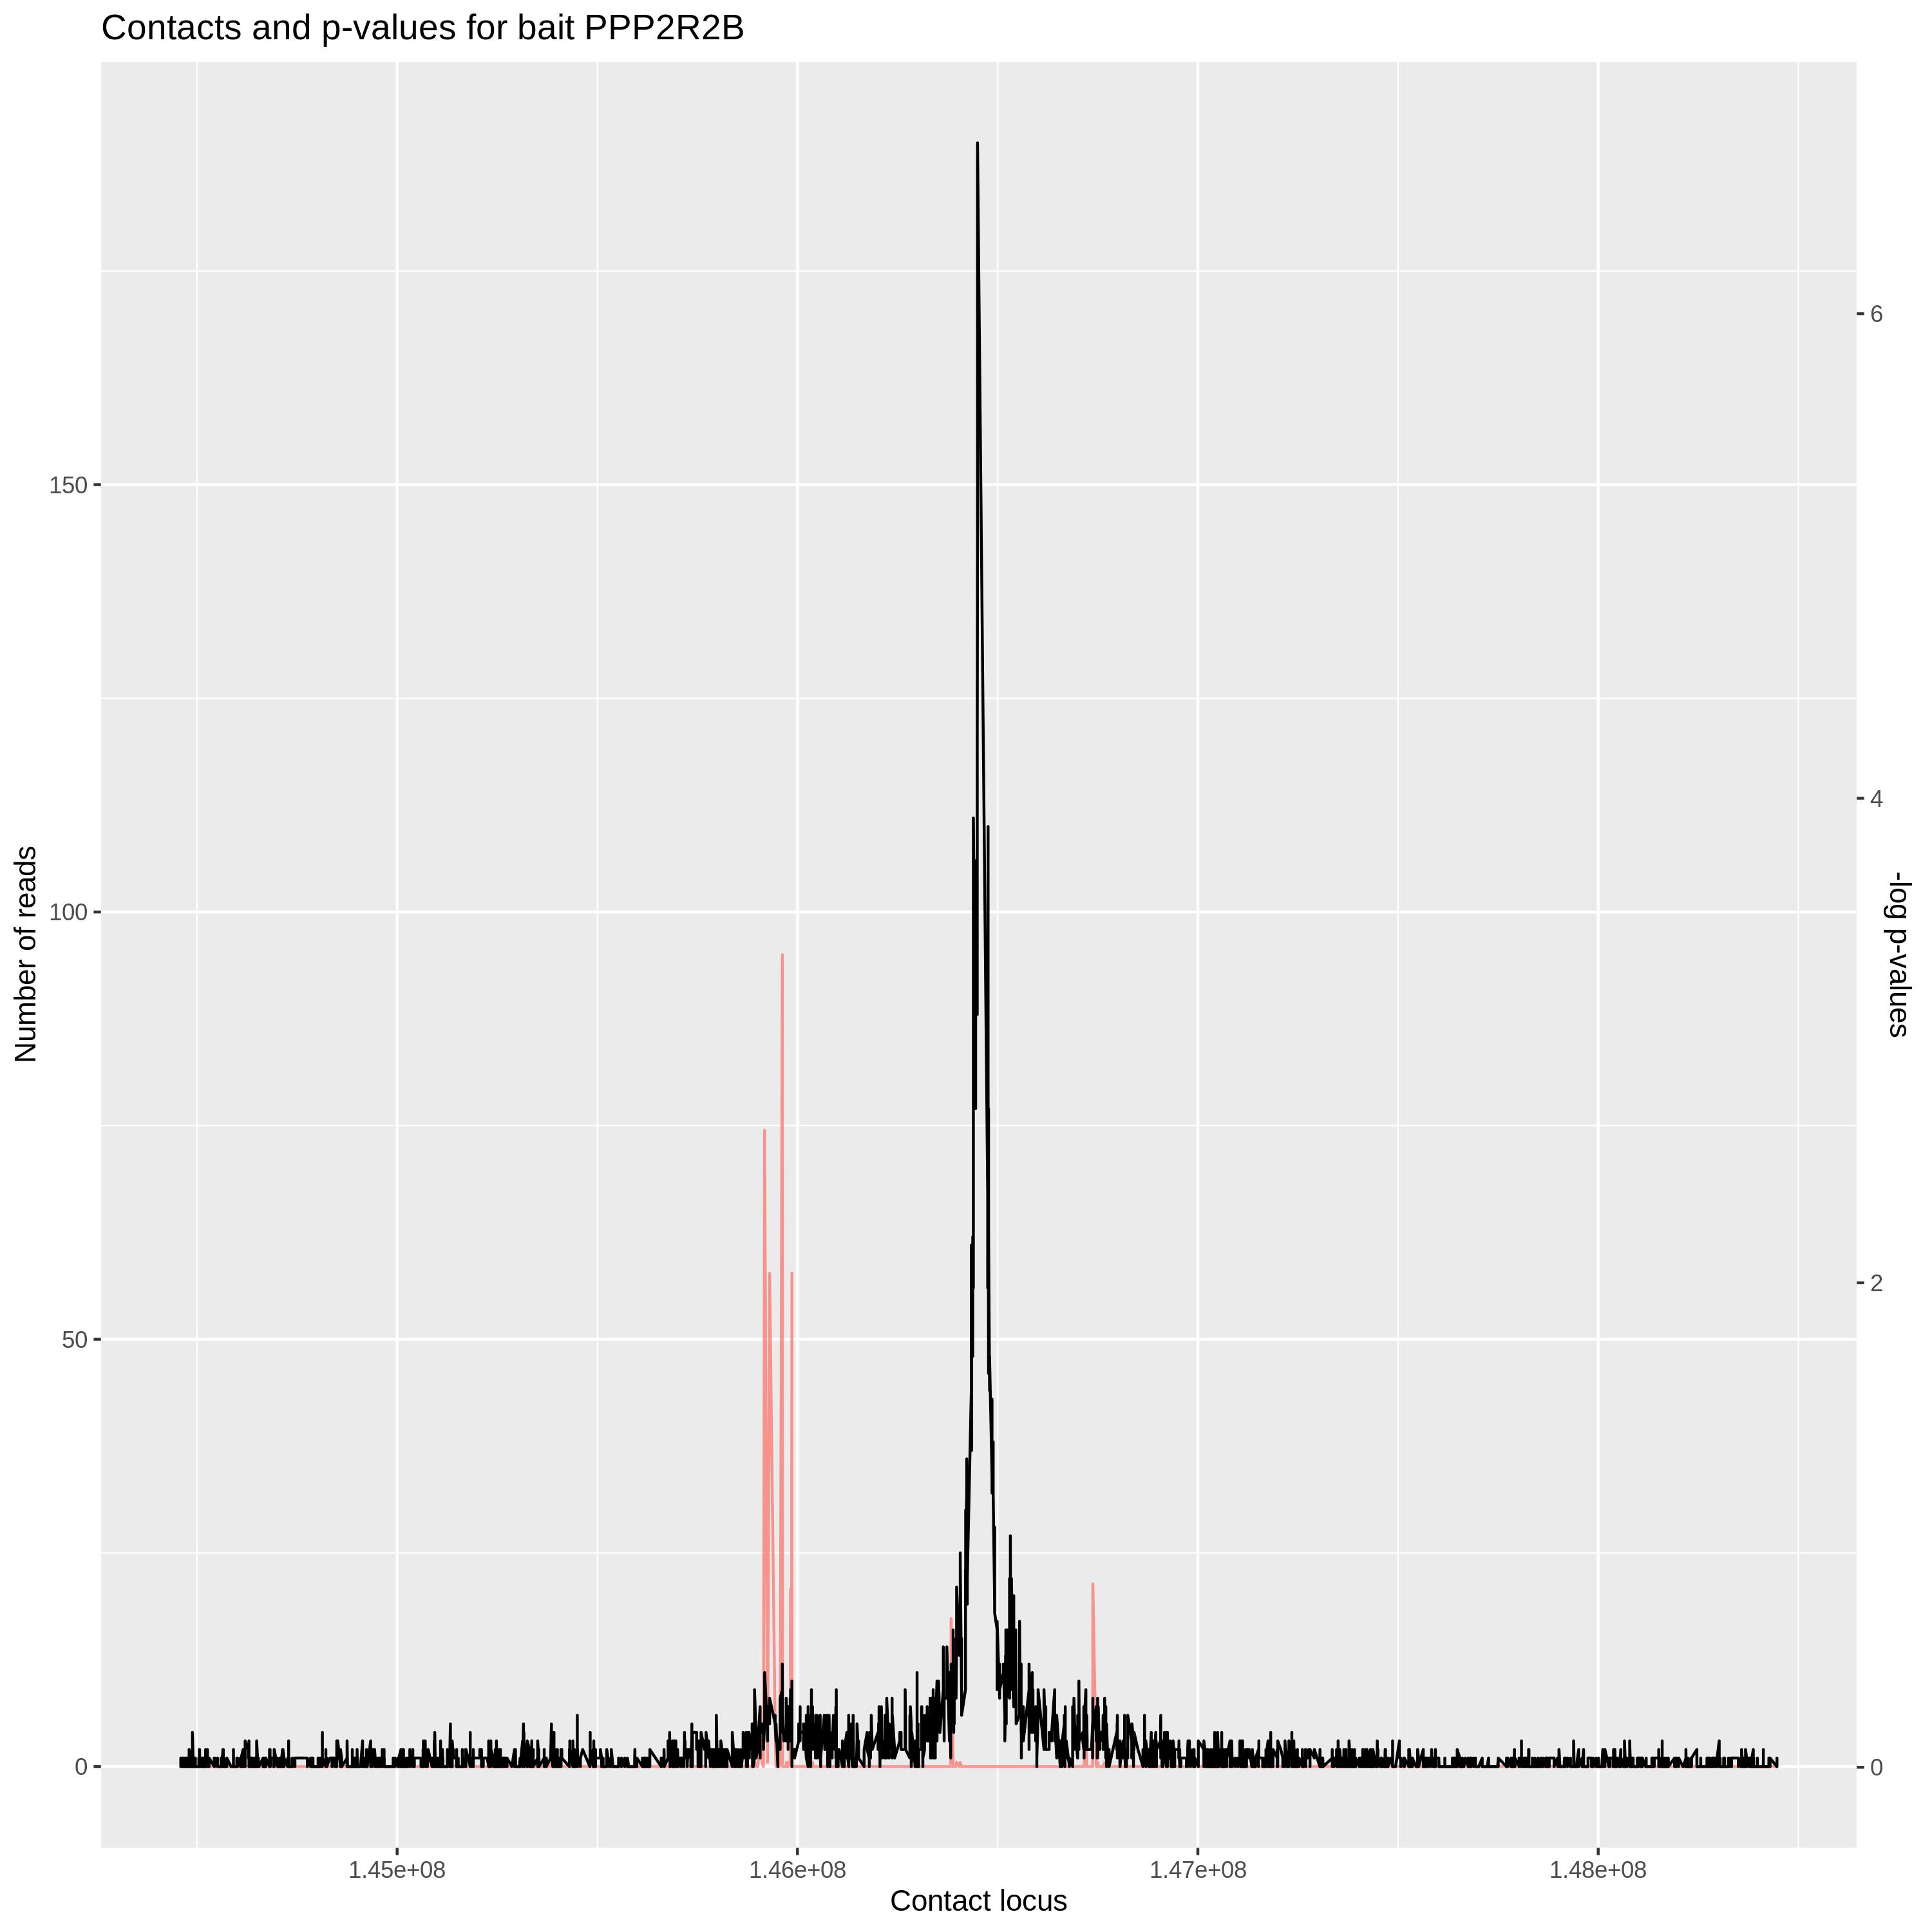 Contacts and p-values for bait PPP2R2B
Number of reads
150
100
50
0
6
4
2
0
-log p-values
1.45e+08
1.46e+08
1.47e+08
1.48e+08
Contact locus